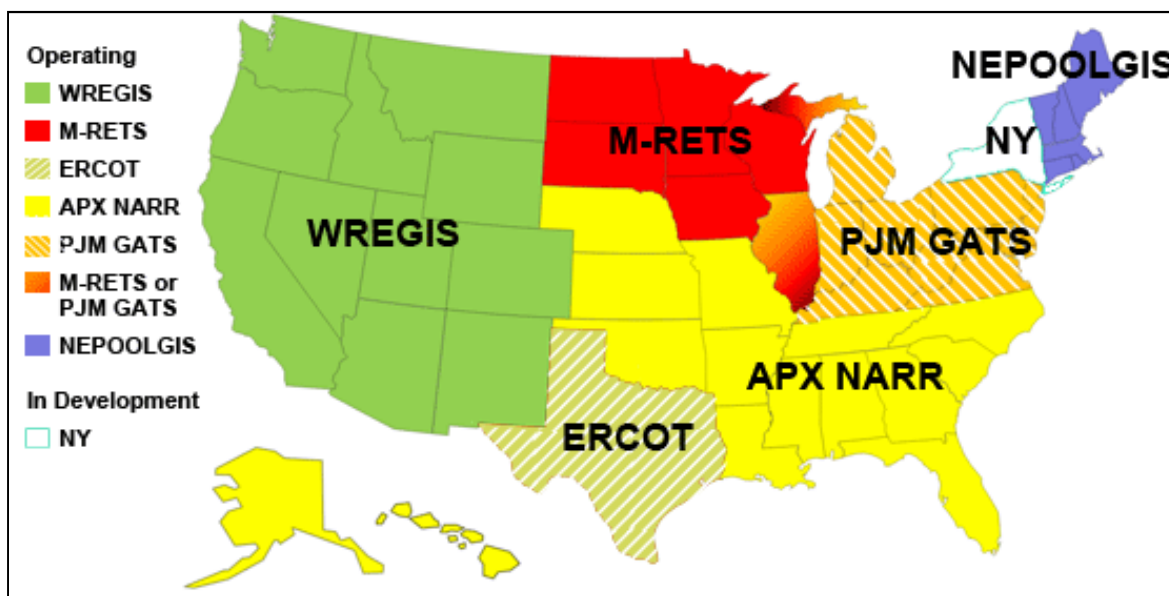 Operating
WREGIS
M-RETS
ERCOT
APX NARR
PJM GATS
M-RETS or
PJM GATS
NEPOOLGIS
In Development
NY
NEPOOLGIS
M-RETS
NY
WREGIS
PJM GATS
APX NARR
ERCOT